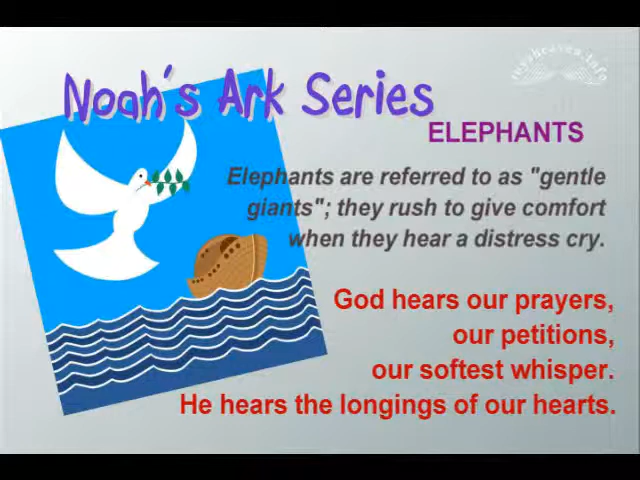 Noah's Ark Series
ELEPHANTS
Elephants are referred to as "gentle
giants"; they rush to give comfort
when they hear a distress cry.
God hears our prayers,
our petitions,
our softest whisper.
He hears the longings of our hearts.